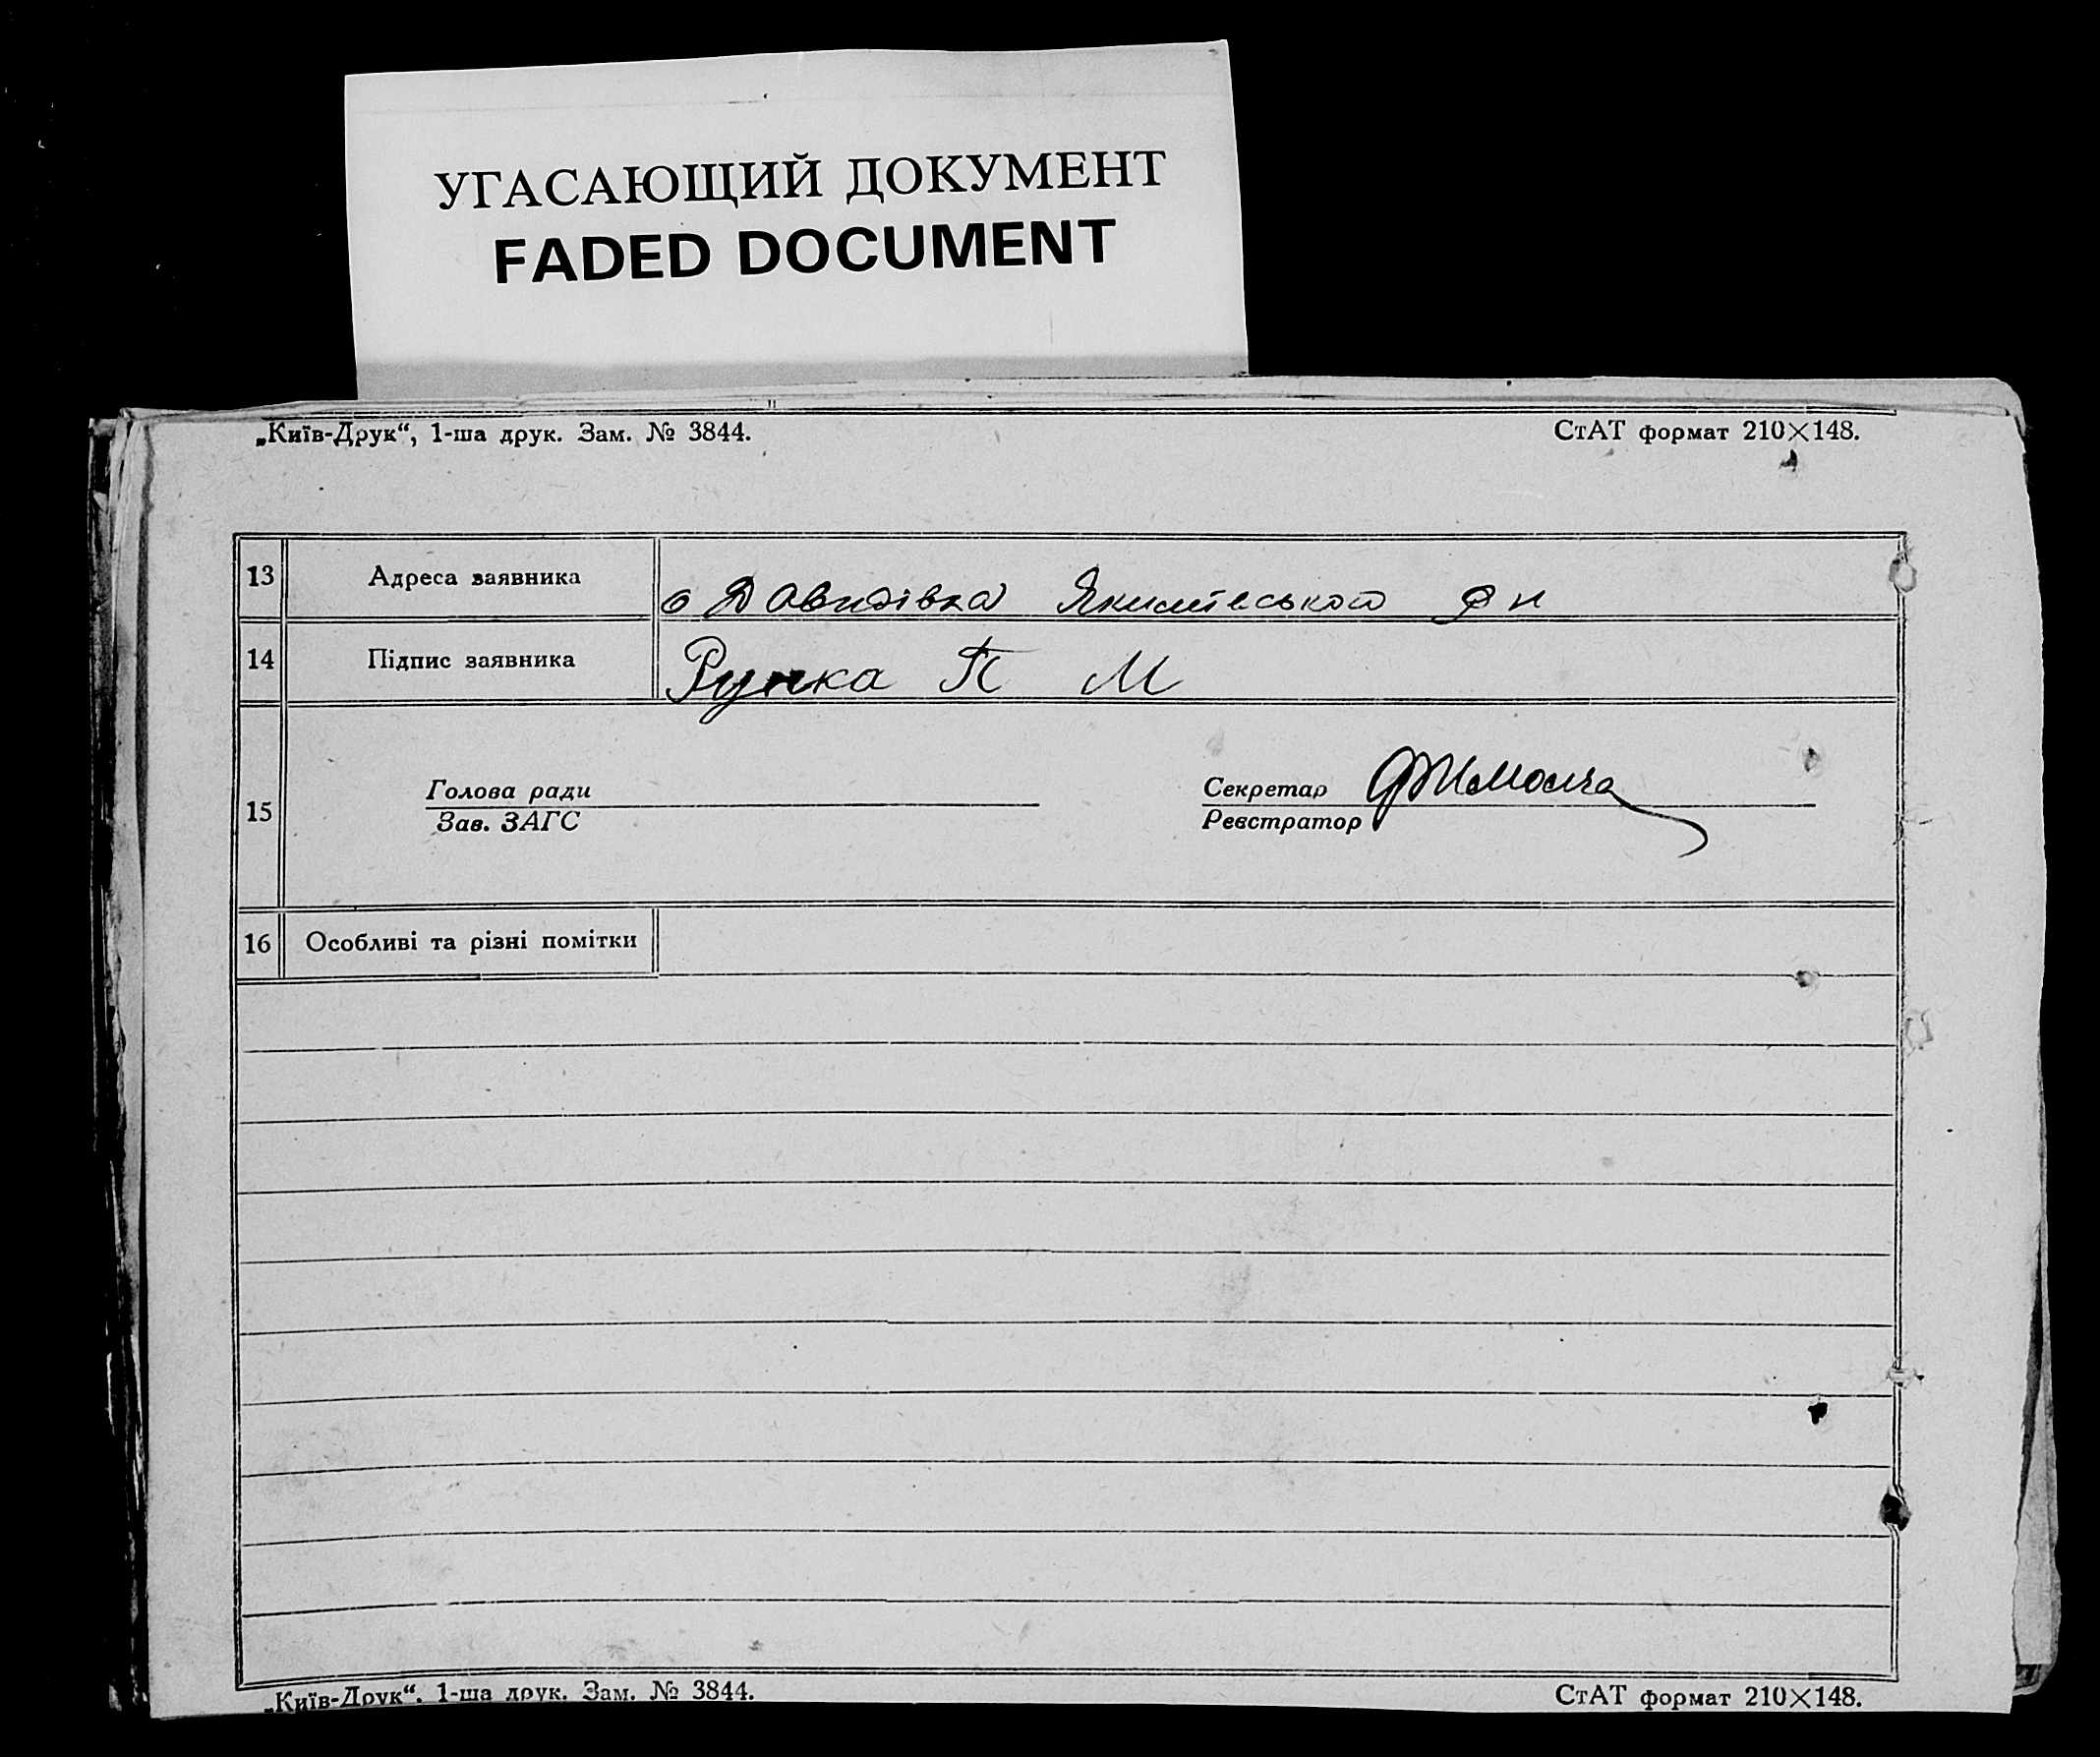 УГАСАЮЩИЙ ДОКУМЕНТ
FADED DOCUMENT
„Київ-Друк“, 1-ша друк. Зам. № 3844. СтАТ формат 210×148.
13 Адреса заявника с Давидівка Якимівського р н
14 Підпис заявника Рупка П М
15
Голова ради
Зав. ЗАГС
Секретар
Реєстратор
16 Особливі та різні помітки
„Київ-Друк“. 1-ша друк. Зам. № 3844. СтАТ формат 210×148.